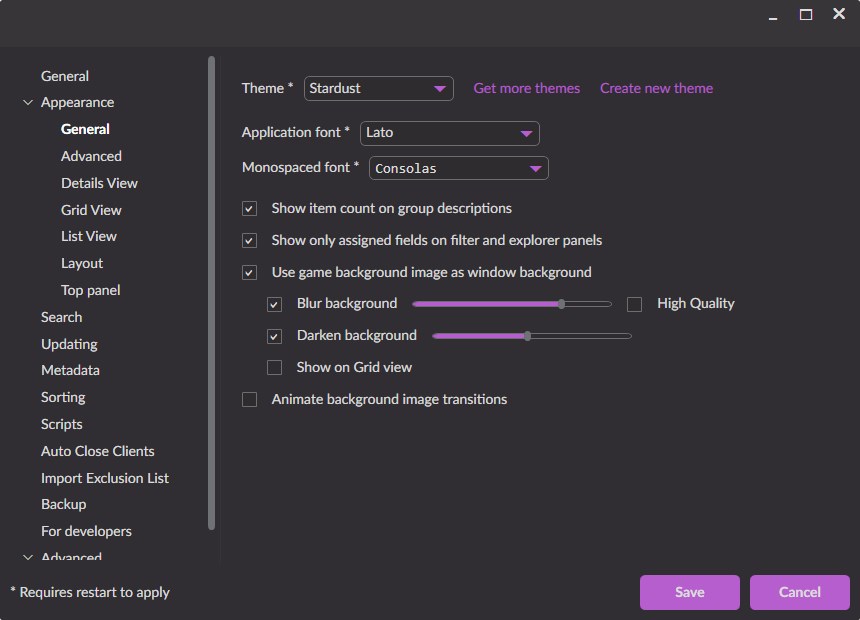 General
Appearance
General
Advanced
Details View
Grid View
List View
Layout
Top panel
Search
Updating
Metadata
Sorting
Scripts
Auto Close Clients
Import Exclusion List
Backup
For developers
Advanced
Theme * Stardust Get more themes Create new theme
Application font * Lato
Monospaced font * Consolas
Show item count on group descriptions
Show only assigned fields on filter and explorer panels
Use game background image as window background
Blur background High Quality
Darken background
Show on Grid view
Animate background image transitions
* Requires restart to apply Save Cancel